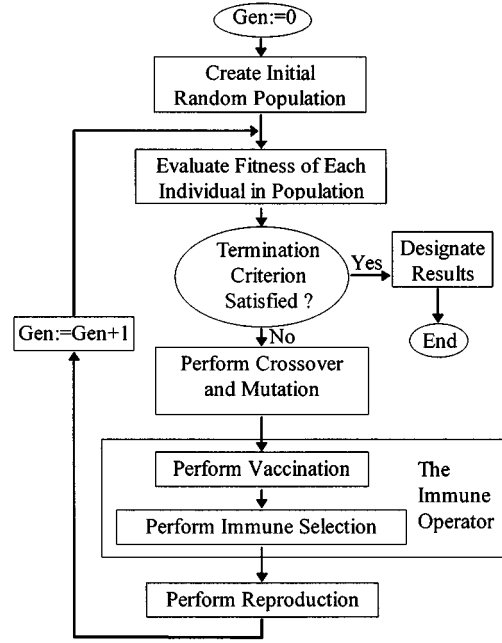 Gen:=0
Create Initial
Random Population
Evaluate Fitness of Each
Individual in Population
Termination
Criterion
Satisfied ?
Yes
Designate
Results
End
No
Gen:=Gen+1
Perform Crossover
and Mutation
Perform Vaccination
The
Immune
Operator
Perform Immune Selection
Perform Reproduction